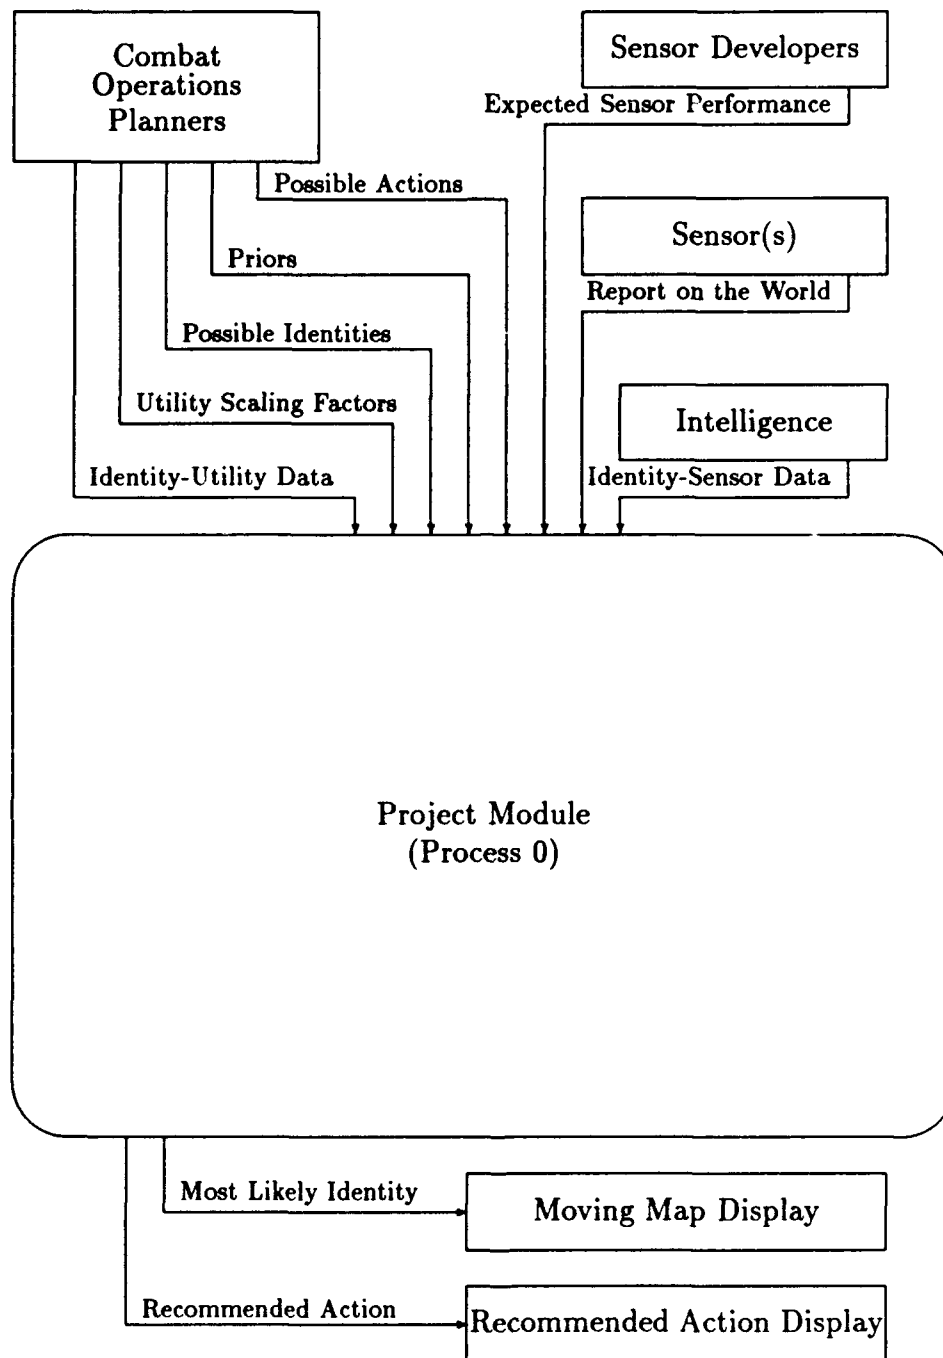 Combat
Operations
Planners
Sensor Developers
Expected Sensor Performance
Possible Actions
Sensor(s)
Priors
Report on the World
Possible Identities
Utility Scaling Factors
Intelligence
Identity-Utility Data
Identity-Sensor Data
Project Module
(Process 0)
Most Likely Identity
Moving Map Display
Recommended Action
Recommended Action Display